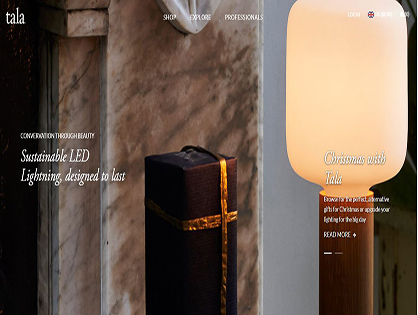 tala
SHOP EXPLORE PROFESSIONALS
LOGIN
CONVERVATION THROUGH BEAUTY
Sustainable LED
Lightning, designed to last
Christmas with
Tala
Browse for the perfect, alternative
gifts for Christmas or upgrade your
lighting for the big day
READ MORE